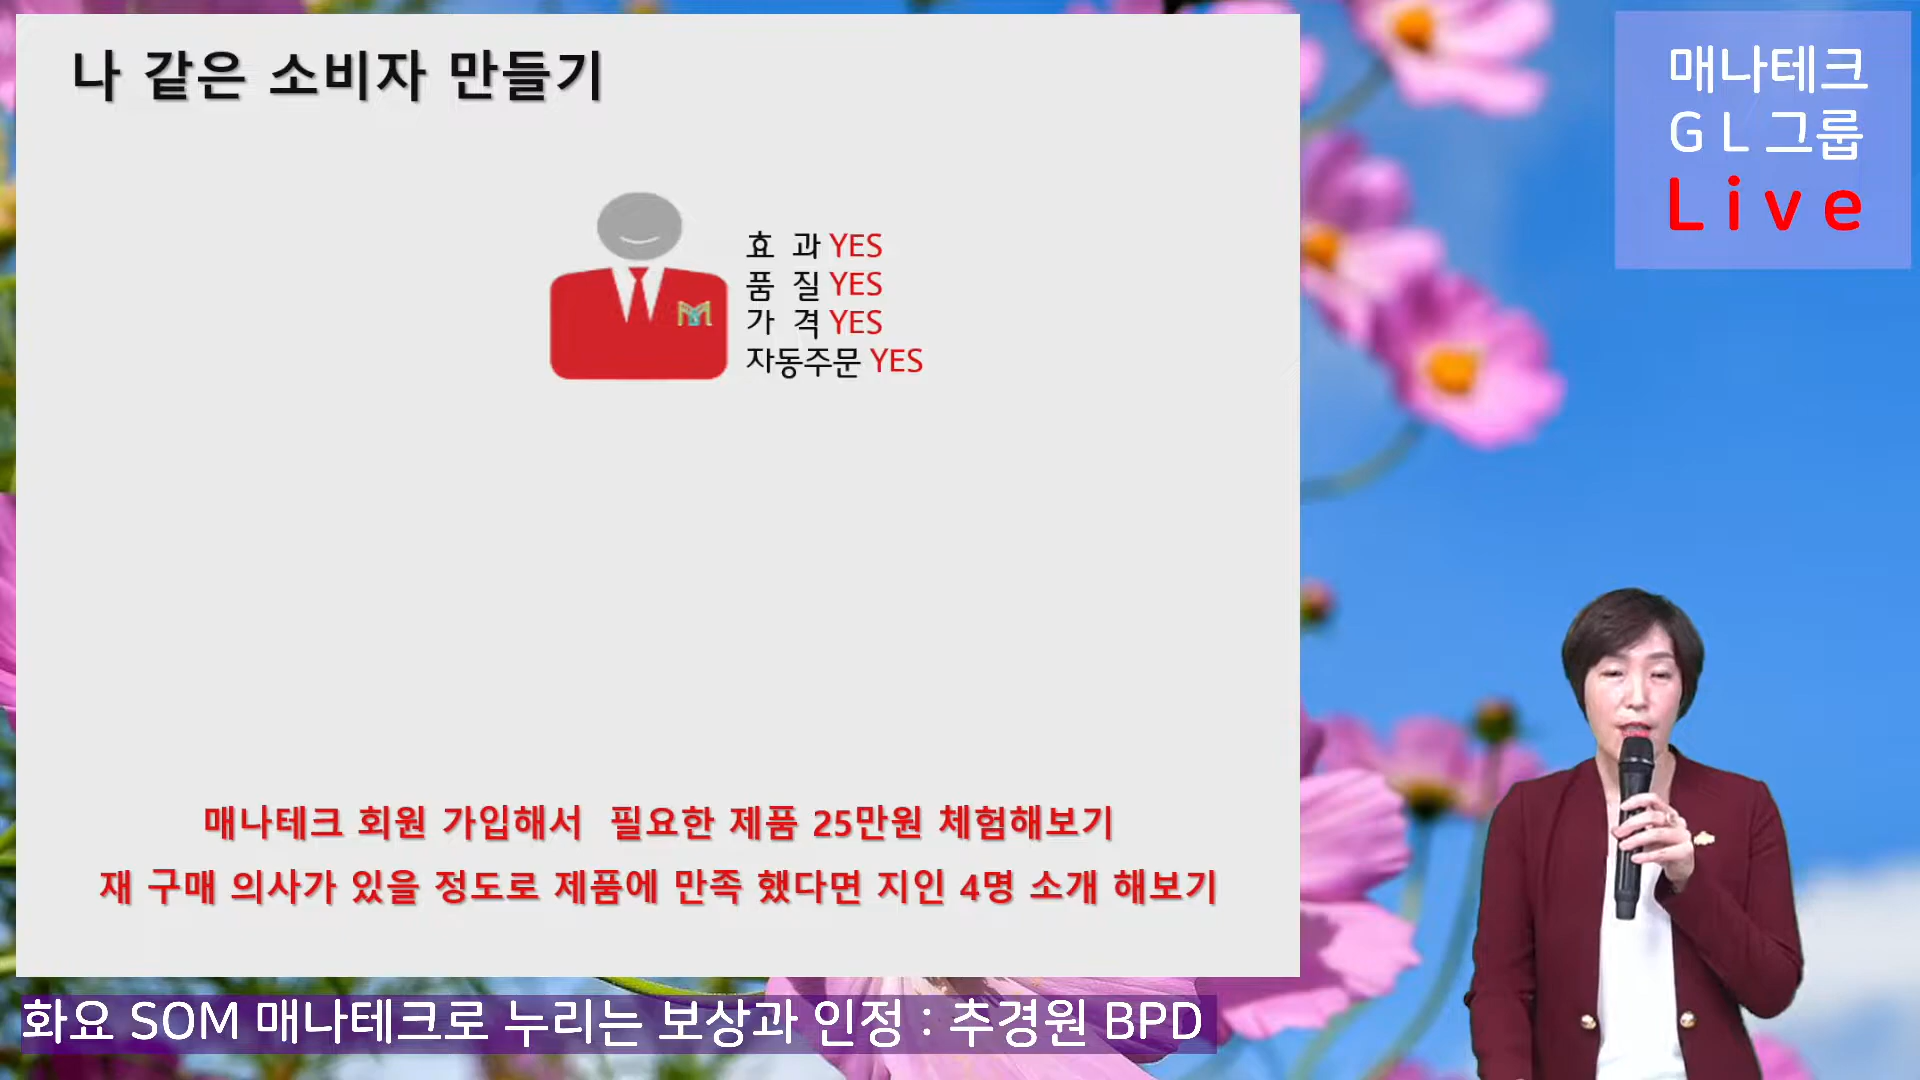 나 같은 소비자 만들기
매나테크
G L 그룹
Live
효 과 YES
품 질 YES
가 격 YES
자동주문 YES
매나테크 회원 가입해서 필요한 제품 25만원 체험해보기
재 구매 의사가 있을 정도로 제품에 만족 했다면 지인 4명 소개 해보기
화요 SOM 매나테크로 누리는 보상과 인정 : 추경원 BPD